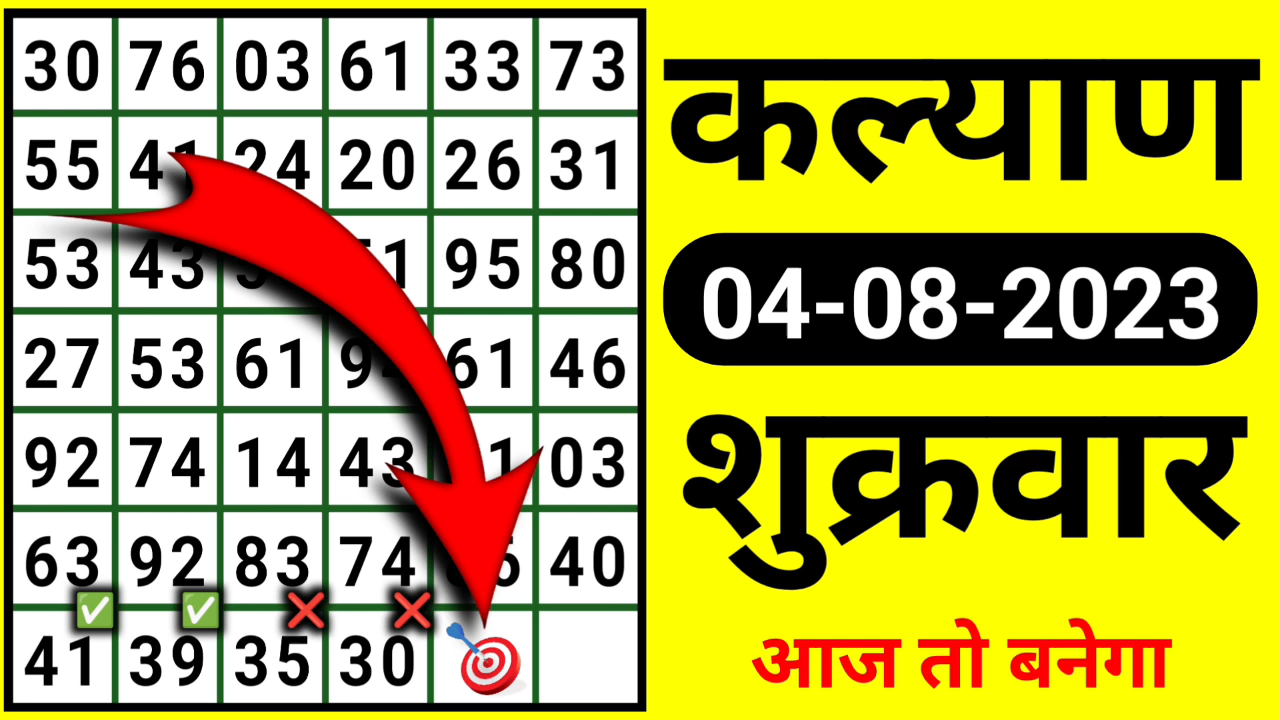 30 76 03 61 33 73
55 41 24 20 26 31
53 43 95 80
27 53 61 94 61 46
92 74 14 43 03
63 92 83 74 40
41 39 35 30
कल्याण
04-08-2023
शुक्रवार
आज तो बनेगा